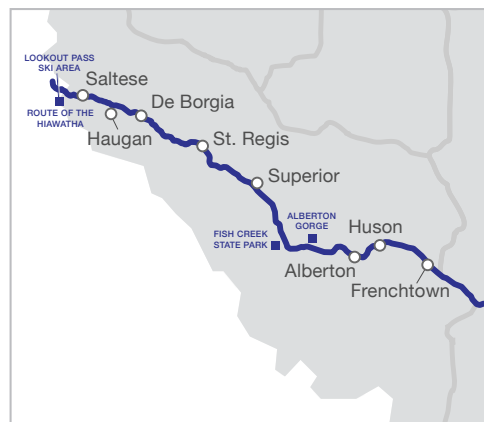 LOOKOUT PASS
SKI AREA
Saltese
ROUTE OF THE
HIAWATHA
De Borgia
Haugan
St. Regis
Superior
ALBERTON
GORGE
Huson
FISH CREEK
STATE PARK
Alberton
Frenchtown